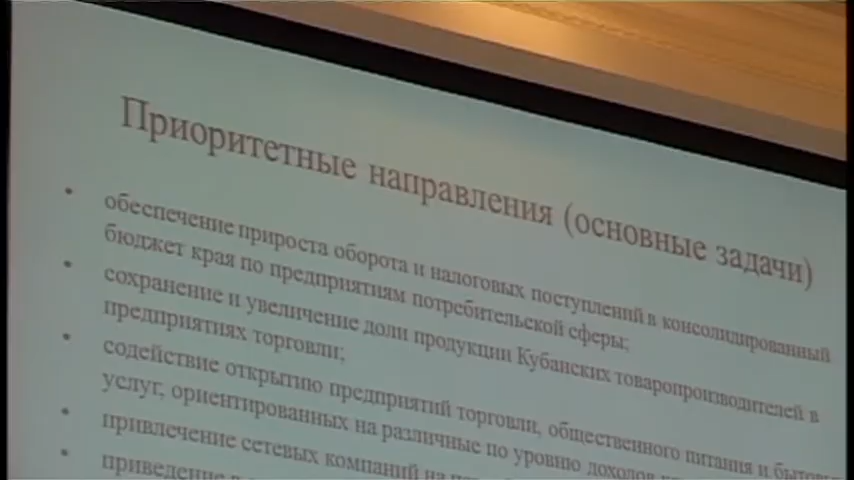 Приоритетные направления (основные задачи)
• обеспечение прироста оборота и налоговых поступлений в консолидированный
бюджет края по предприятиям потребительской сферы;
• сохранение и увеличение доли продукции Кубанских товаропроизводителей в
предприятиях торговли;
• содействие открытию предприятий торговли, общественного питания и
услуг, ориентированных на различные по уровню доходов
• привлечение сетевых компаний на
• приведение